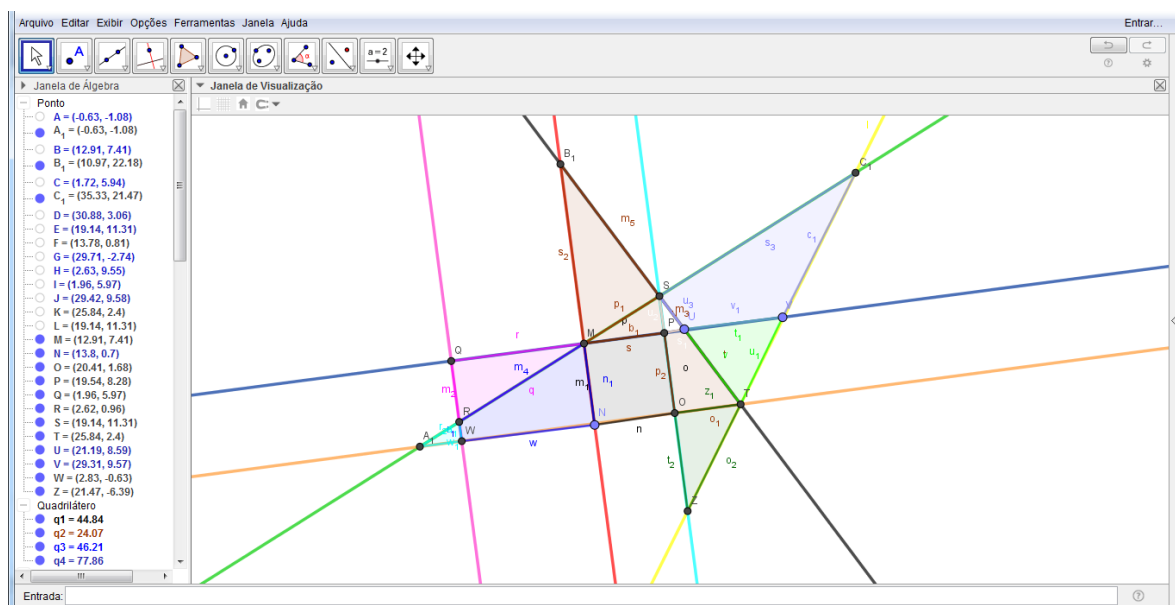 Arquivo Editar Exibir Opções Ferramentas Janela Ajuda
Entrar...
A
α
a = 2
Janela de Álgebra
Janela de Visualização
Ponto
A = (-0.63, -1.08)
A1 = (-0.63, -1.08)
B = (12.91, 7.41)
B1 = (10.97, 22.18)
C = (1.72, 5.94)
C1 = (35.33, 21.47)
D = (30.88, 3.06)
E = (19.14, 11.31)
F = (13.78, 0.81)
G = (29.71, -2.74)
H = (2.63, 9.55)
I = (1.96, 5.97)
J = (29.42, 9.58)
K = (25.84, 2.4)
L = (19.14, 11.31)
M = (12.91, 7.41)
N = (13.8, 0.7)
O = (20.41, 1.68)
P = (19.54, 8.28)
Q = (1.96, 5.97)
R = (2.62, 0.96)
S = (19.14, 11.31)
T = (25.84, 2.4)
U = (21.19, 8.59)
V = (29.31, 9.57)
W = (2.83, -0.63)
Z = (21.47, -6.39)
Quadrilátero
q1 = 44.84
q2 = 24.07
q3 = 46.21
q4 = 77.86
B1
C1
m5
c1
s2
s3
S
p1
u3
m3
v1
V
p
b1
P
U
r
M
s
t1
Q
m4
t
u1
q
n1
p2
o
z1
R
O
T
N
A1
W
w
n
o1
t2
o2
Z
Entrada: